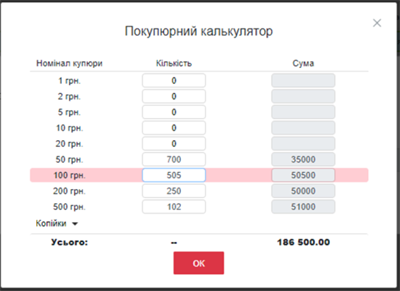 Покупюрний калькулятор
Номінал купюри Кількість Сума
1 грн. 0
2 грн. 0
5 грн. 0
10 грн. 0
20 грн. 0
50 грн. 700 35000
100 грн. 505 50500
200 грн. 250 50000
500 грн. 102 51000
Копійки
Усього: -- 186 500.00
ОК